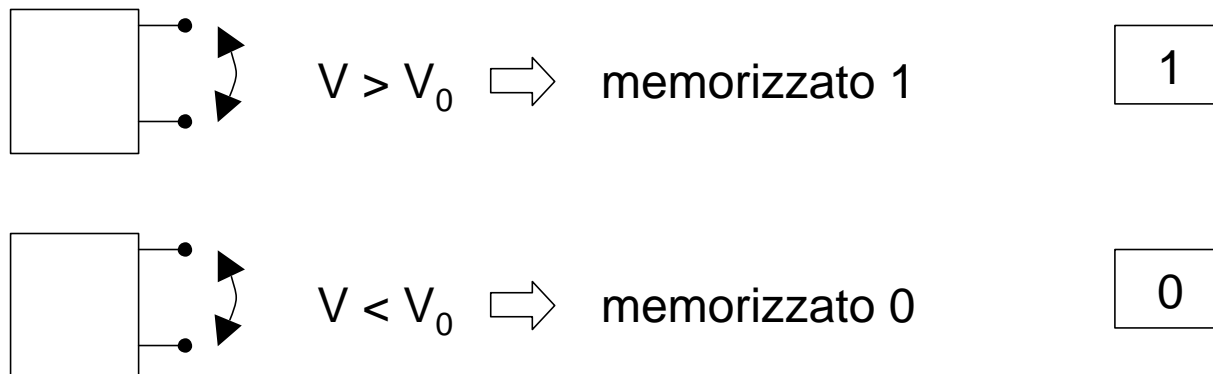 V > V₀ ⇨ memorizzato 1 1
V < V₀ ⇨ memorizzato 0 0